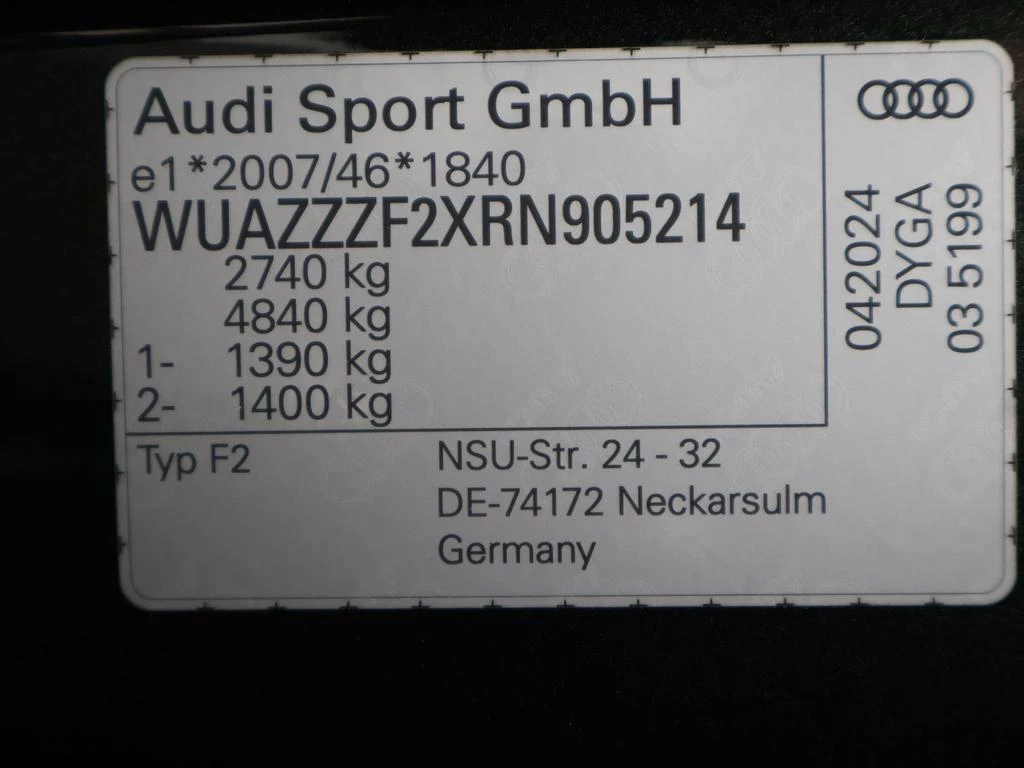 Audi Sport GmbH
e1*2007/46*1840
WUAZZZF2XRN905214
2740 kg
4840 kg
1- 1390 kg
2- 1400 kg
Typ F2
NSU-Str. 24 - 32
DE-74172 Neckarsulm
Germany
042024
DYGA
03 5199